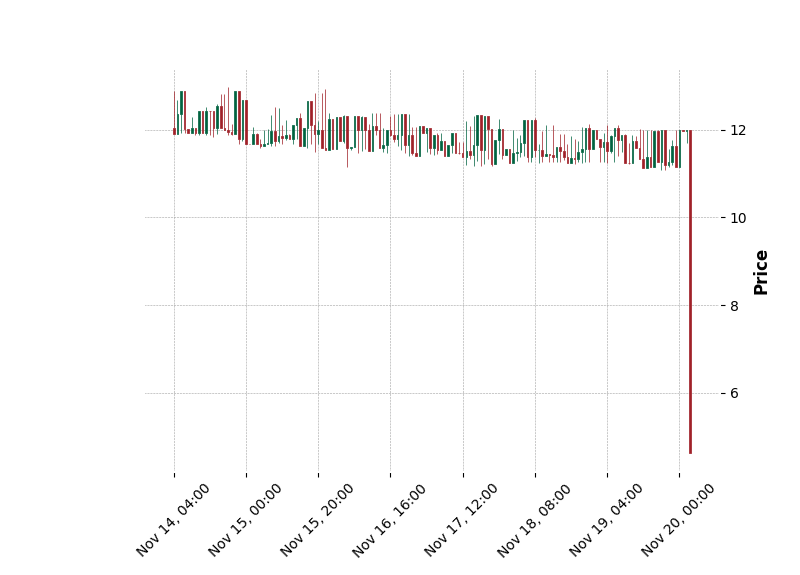 12
10
8
6
Price
Nov 14, 04:00
Nov 15, 00:00
Nov 15, 20:00
Nov 16, 16:00
Nov 17, 12:00
Nov 18, 08:00
Nov 19, 04:00
Nov 20, 00:00